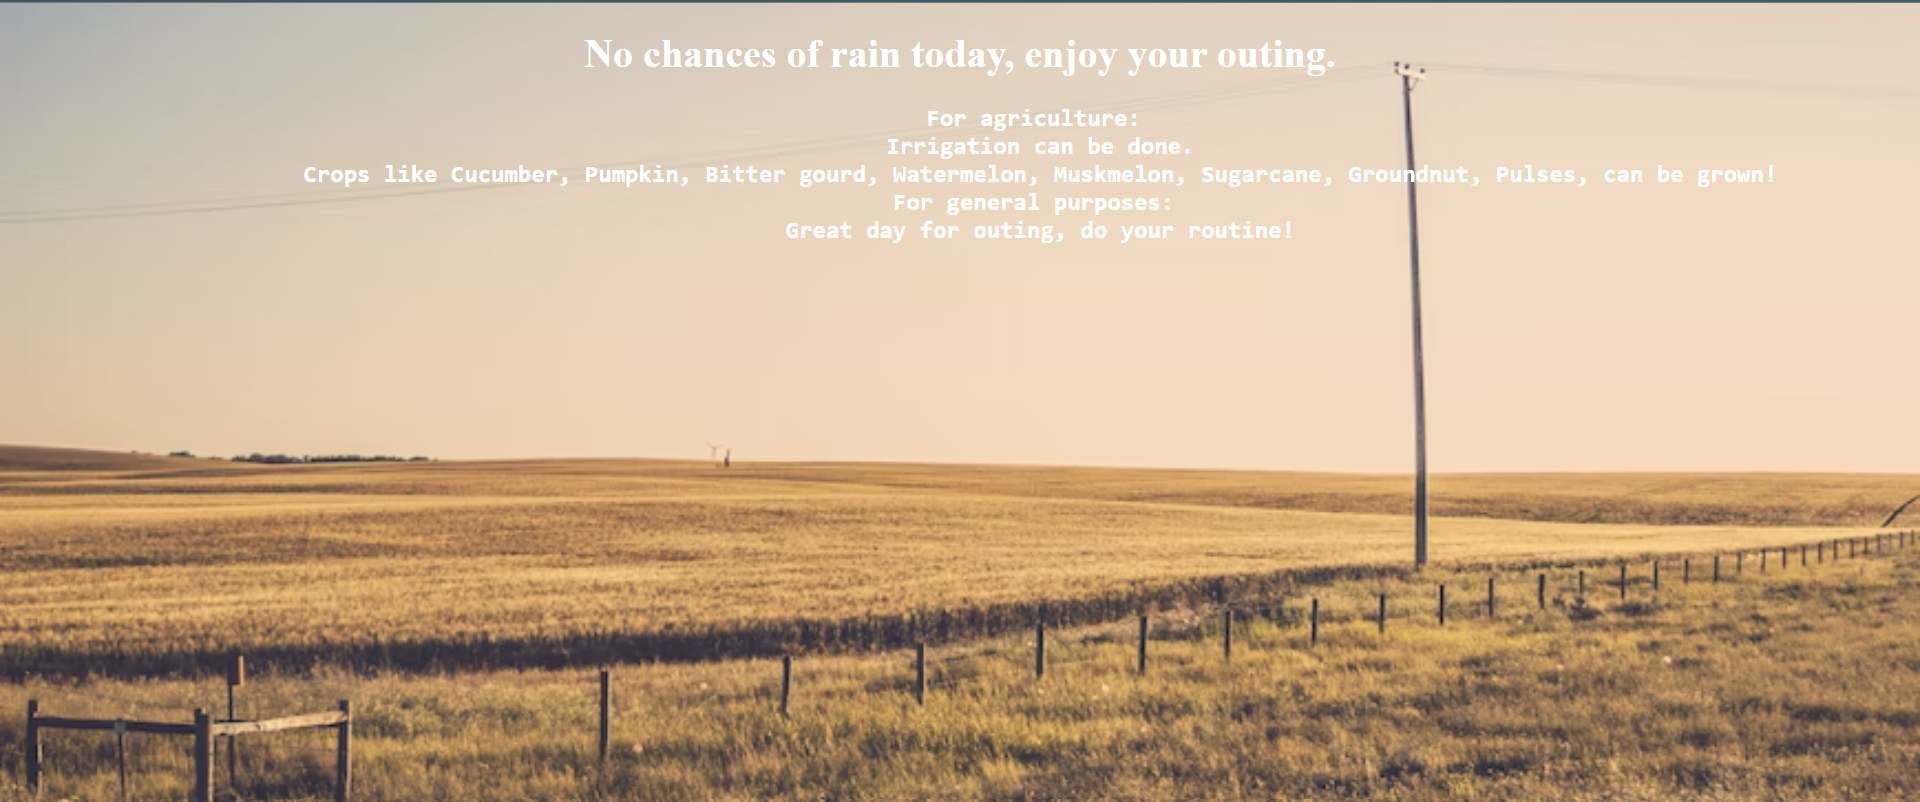 No chances of rain today, enjoy your outing.
For agriculture:
Irrigation can be done.
Crops like Cucumber, Pumpkin, Bitter gourd, Watermelon, Muskmelon, Sugarcane, Groundnut, Pulses, can be grown!
For general purposes:
Great day for outing, do your routine!